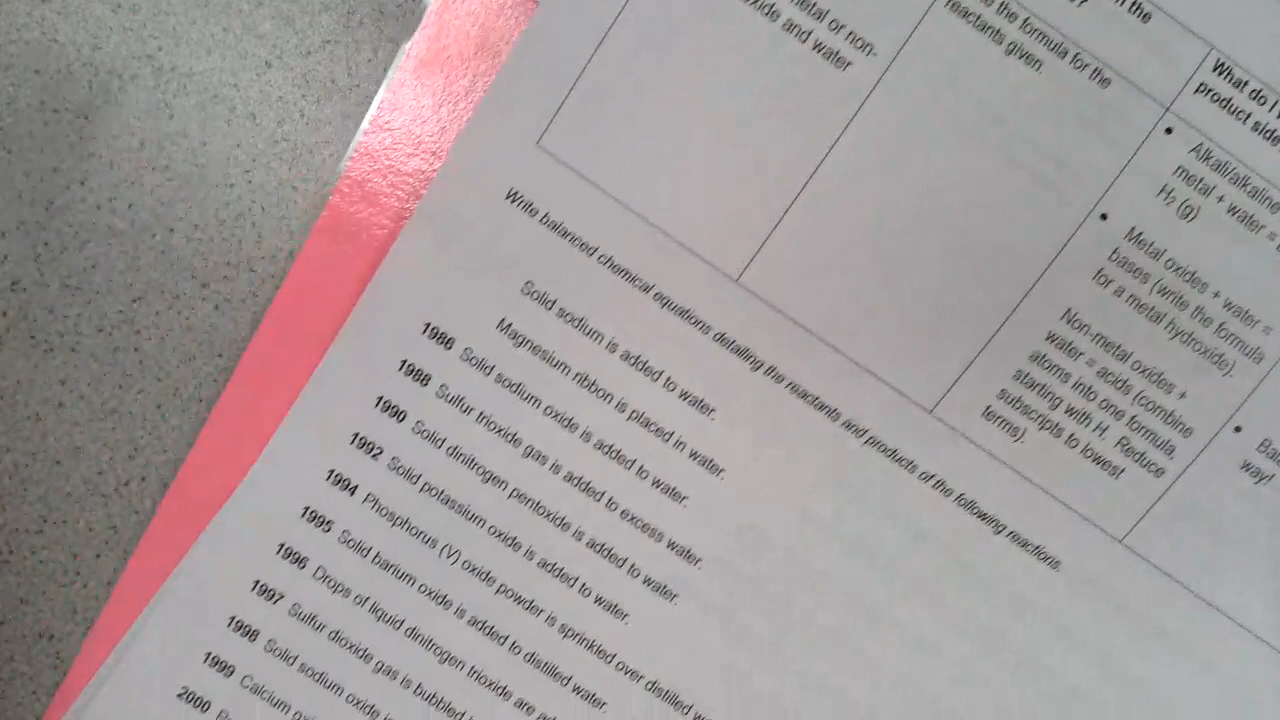 n the
etal or non-
xide and water
the formula for the
reactants given.
What do I
product side
• Alkali/alkaline
metal + water =
H₂ (g)
• Metal oxides + water =
bases (write the formula
for a metal hydroxide).
Non-metal oxides +
water = acids (combine
atoms into one formula,
starting with H. Reduce
subscripts to lowest
terms).
• Bal
way!
Write balanced chemical equations detailing the reactants and products of the following reactions.
Solid sodium is added to water.
Magnesium ribbon is placed in water.
1986 Solid sodium oxide is added to water.
1988 Sulfur trioxide gas is added to excess water.
1990 Solid dinitrogen pentoxide is added to water.
1992 Solid potassium oxide is added to water.
1994 Phosphorus (V) oxide powder is sprinkled over distilled w
1995 Solid barium oxide is added to distilled water.
1996 Drops of liquid dinitrogen trioxide are ad
1997 Sulfur dioxide gas is bubbled
1998 Solid sodium oxide is
1999 Calcium oxi
2000